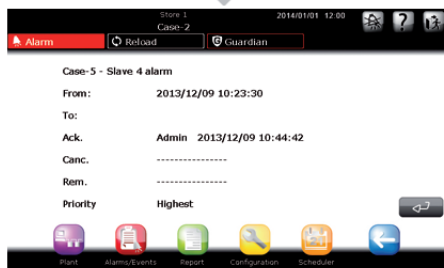 Store 1 2014/01/01 12:00
Case-2
?
Alarm Reload G Guardian
Case-5 - Slave 4 alarm
From: 2013/12/09 10:23:30
To:
Ack. Admin 2013/12/09 10:44:42
Canc. ----------------
Rem. ----------------
Priority Highest
Plant Alarms/Events Report Configuration Scheduler